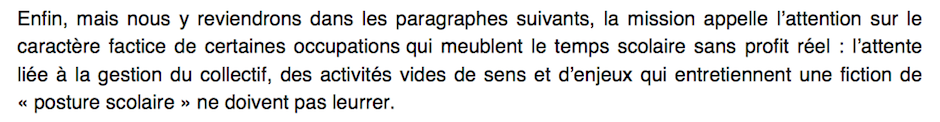 Enfin, mais nous y reviendrons dans les paragraphes suivants, la mission appelle l'attention sur le
caractère factice de certaines occupations qui meublent le temps scolaire sans profit réel : l'attente
liée à la gestion du collectif, des activités vides de sens et d'enjeux qui entretiennent une fiction de
« posture scolaire » ne doivent pas leurrer.